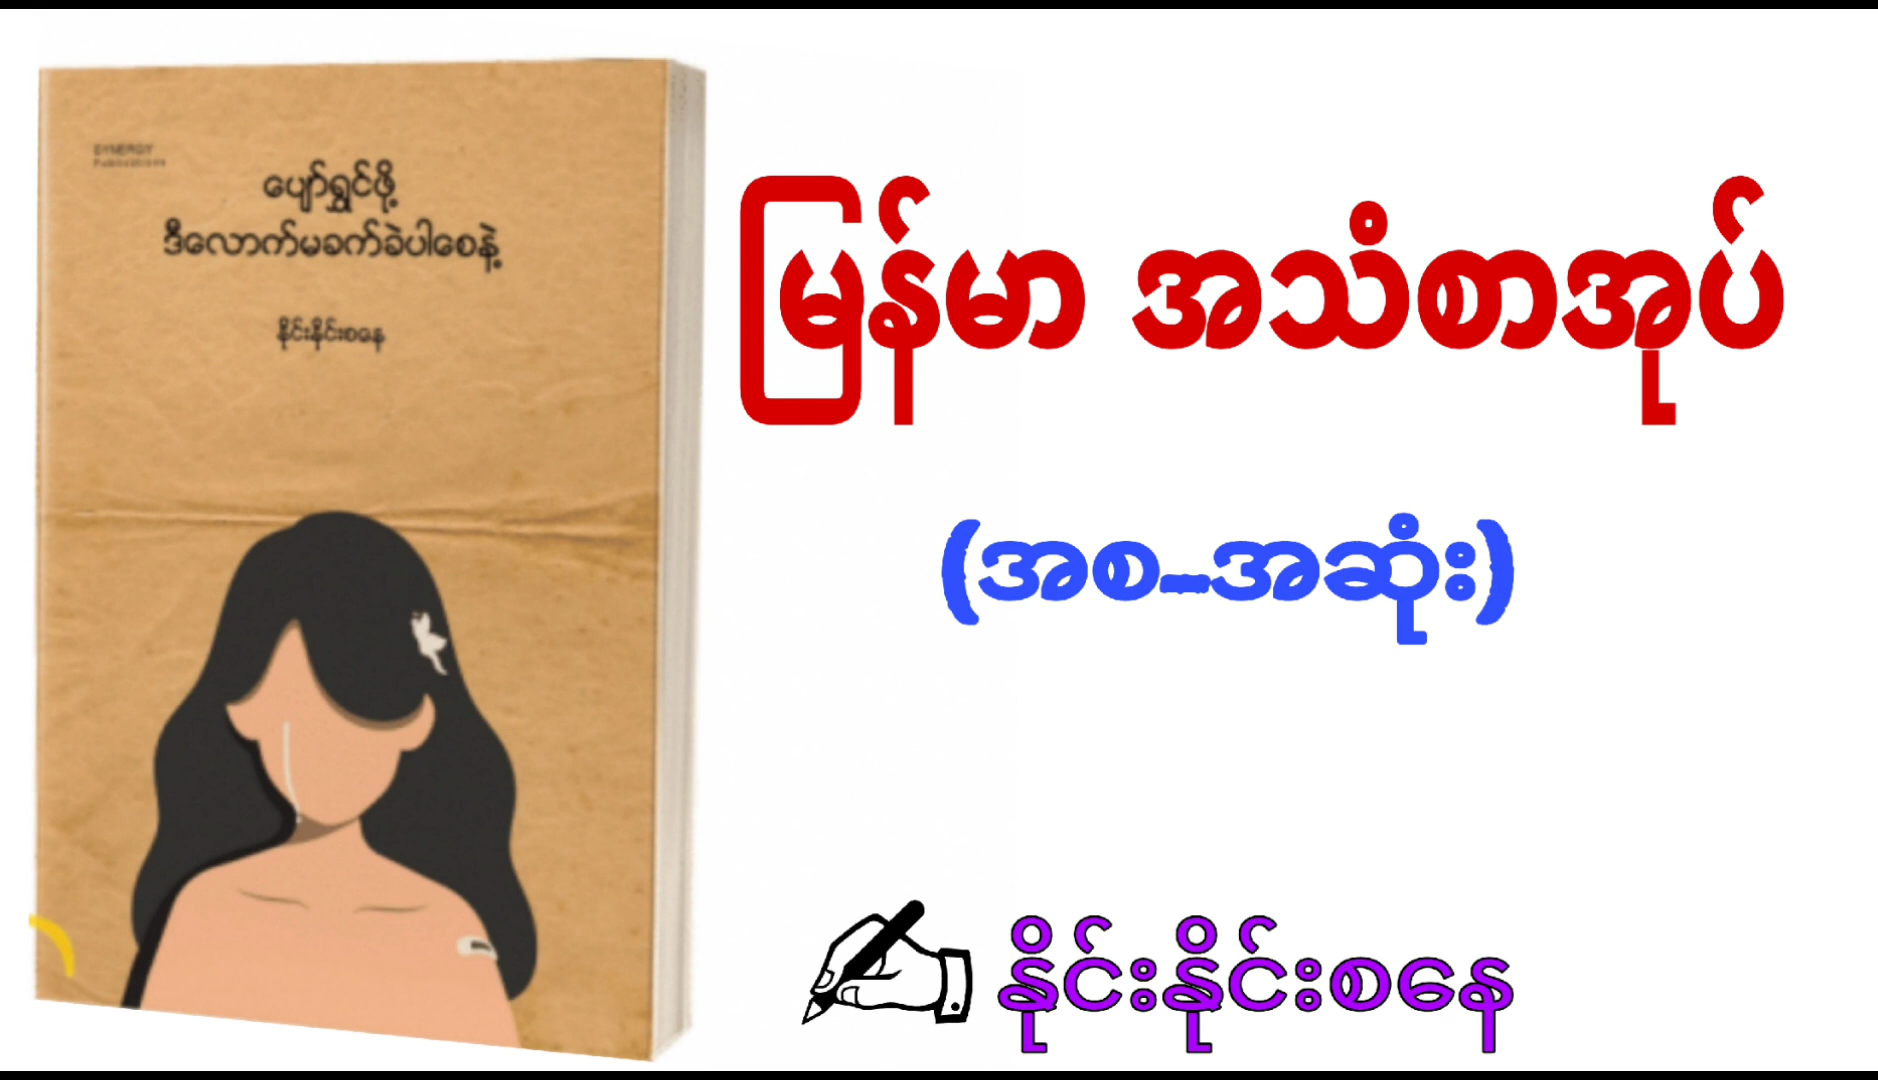 SYNERGY
Publications
ပျော်ရွှင်ဖို့
ဒီလောက်မခက်ခဲပါစေနဲ့
နိုင်းနိုင်းစနေ
မြန်မာ အသံစာအုပ်
(အစ-အဆုံး)
နိုင်းနိုင်းစနေ